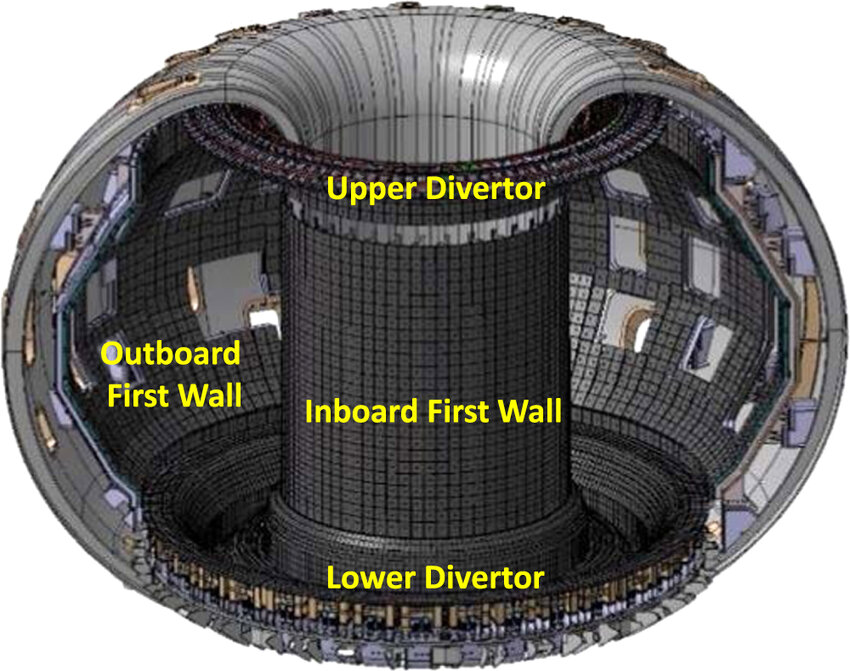 Upper Divertor
Outboard
First Wall
Inboard First Wall
Lower Divertor